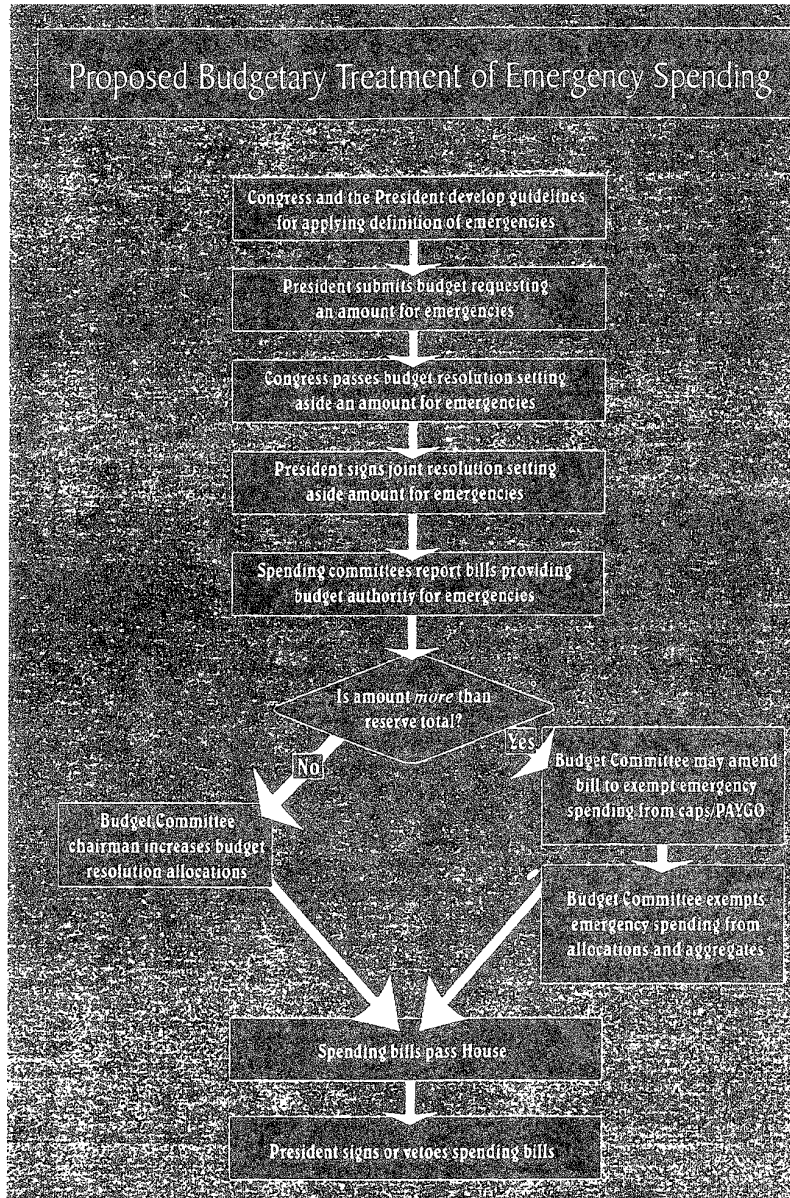 Proposed Budgetary Treatment of Emergency Spending
Congress and the President develop guidelines
for applying definition of emergencies
President submits budget requesting
an amount for emergencies
Congress passes budget resolution setting
aside an amount for emergencies
President signs joint resolution setting
aside amount for emergencies
Spending committees report bills providing
budget authority for emergencies
Is amount more than
reserve total?
No
Yes
Budget Committee
chairman increases budget
resolution allocations
Budget Committee may amend
bill to exempt emergency
spending from caps/PAYGO
Budget Committee exempts
emergency spending from
allocations and aggregates
Spending bills pass House
President signs or vetoes spending bills